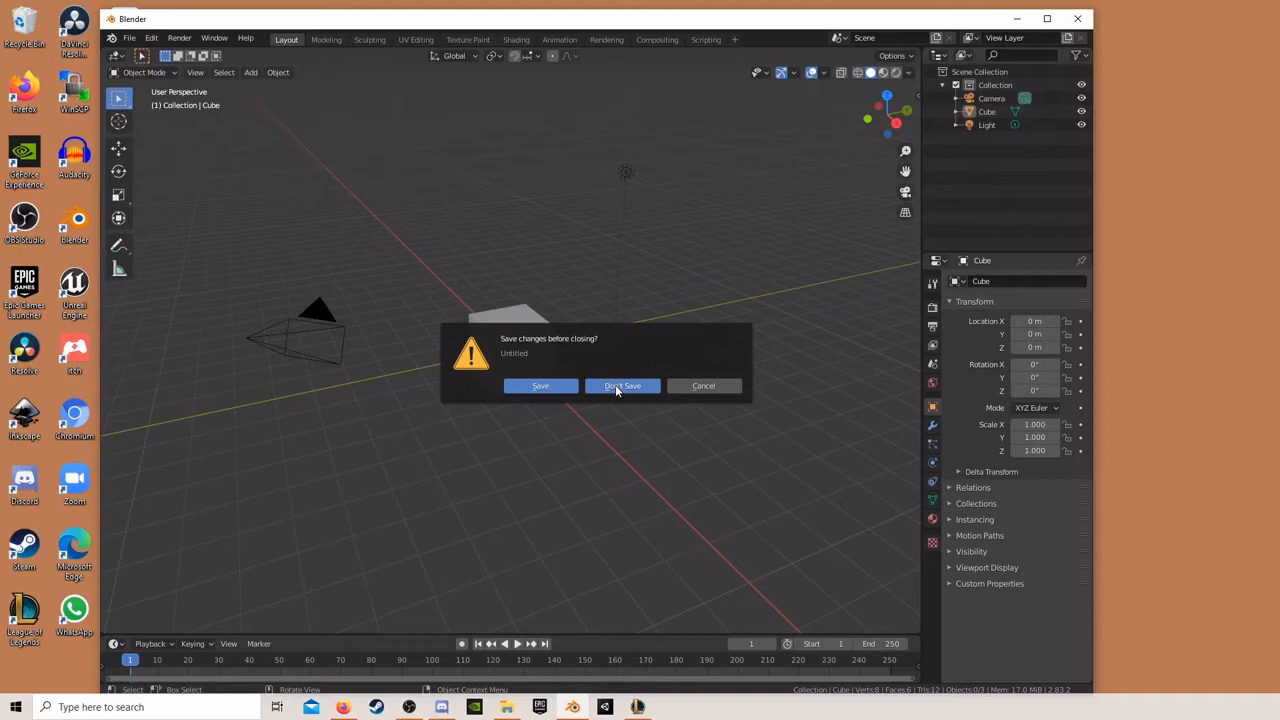 Recycle Bin
DaVinci Resol...
Firefox
WinSCP
GeForce Experience
Audacity
OBS Studio
Blender
Epic Games Launcher
Unreal Engine
Resolve
itch
Inkscape
Chromium
Discord
Zoom
Steam
Microsoft Edge
League of Legends
WhatsApp
Blender
File Edit Render Window Help
Layout Modeling Sculpting UV Editing Texture Paint Shading Animation Rendering Compositing Scripting +
Scene
View Layer
Global
Options
Object Mode View Select Add Object
User Perspective
(1) Collection | Cube
Z
Y
X
Save changes before closing?
Untitled
Save Don't Save Cancel
Scene Collection
Collection
Camera
Cube
Light
Cube
Cube
Transform
Location X 0 m
Y 0 m
Z 0 m
Rotation X 0°
Y 0°
Z 0°
Mode XYZ Euler
Scale X 1.000
Y 1.000
Z 1.000
Delta Transform
Relations
Collections
Instancing
Motion Paths
Visibility
Viewport Display
Custom Properties
Playback Keying View Marker
1 Start 1 End 250
1 10 20 30 40 50 60 70 80 90 100 110 120 130 140 150 160 170 180 190 200 210 220 230 240 250
Select Box Select Rotate View Object Context Menu
Collection | Cube | Verts:8 | Faces:6 | Tris:12 | Objects:0/3 | Mem: 17.0 MiB | 2.83.2
Type here to search
EPIC